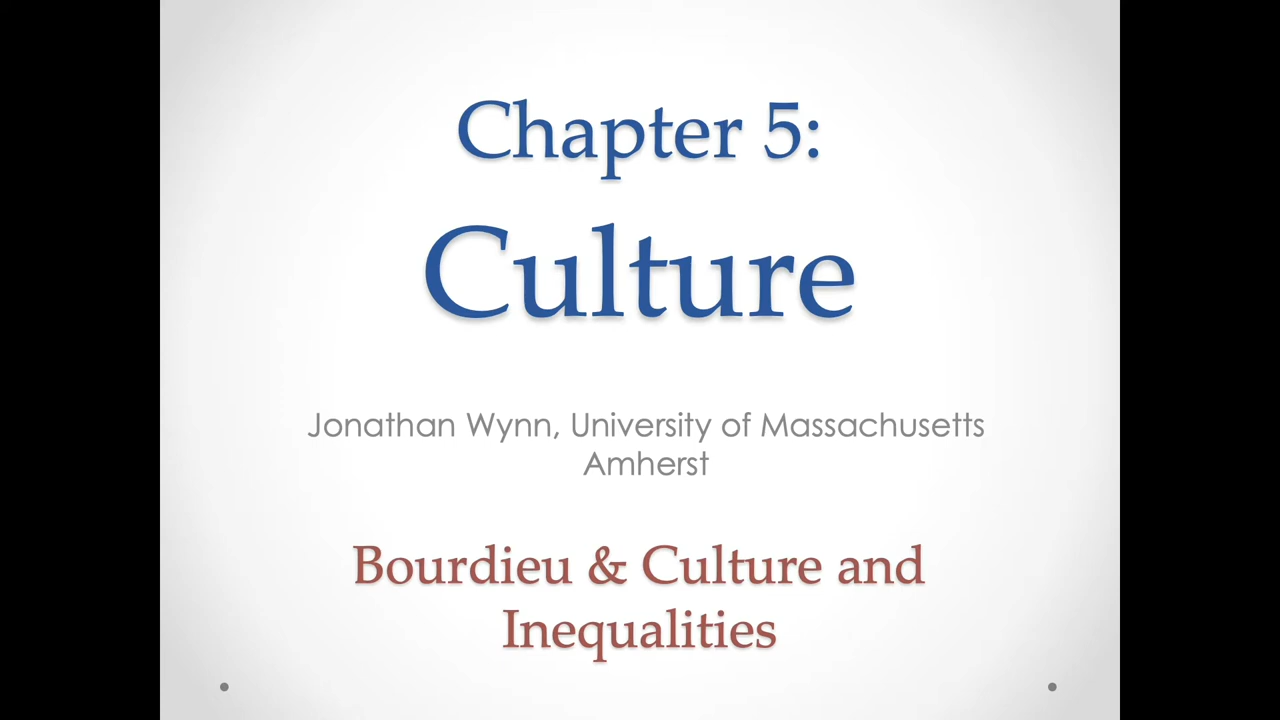 Chapter 5:
Culture
Jonathan Wynn, University of Massachusetts
Amherst
Bourdieu & Culture and
Inequalities